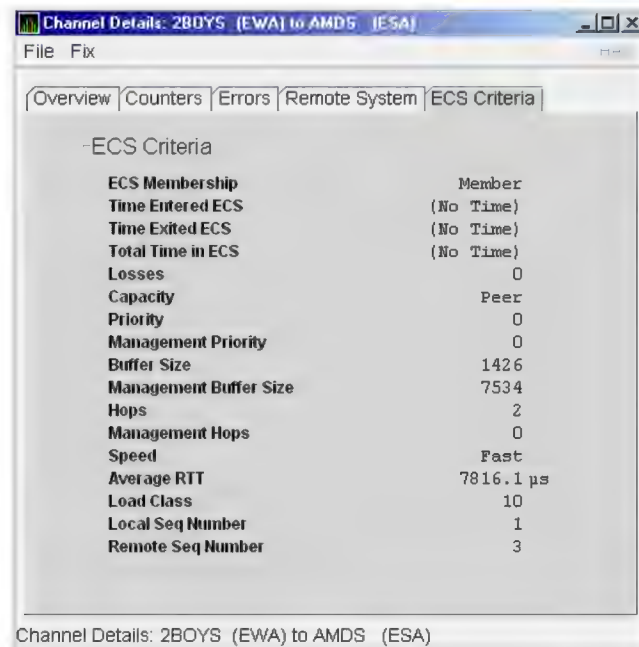 Channel Details: 2BOYS (EWA) to AMDS (ESA)
File Fix
Overview Counters Errors Remote System ECS Criteria
ECS Criteria
ECS Membership Member
Time Entered ECS (No Time)
Time Exited ECS (No Time)
Total Time in ECS (No Time)
Losses 0
Capacity Peer
Priority 0
Management Priority 0
Buffer Size 1426
Management Buffer Size 7534
Hops 2
Management Hops 0
Speed Fast
Average RTT 7816.1 µs
Load Class 10
Local Seq Number 1
Remote Seq Number 3
Channel Details: 2BOYS (EWA) to AMDS (ESA)